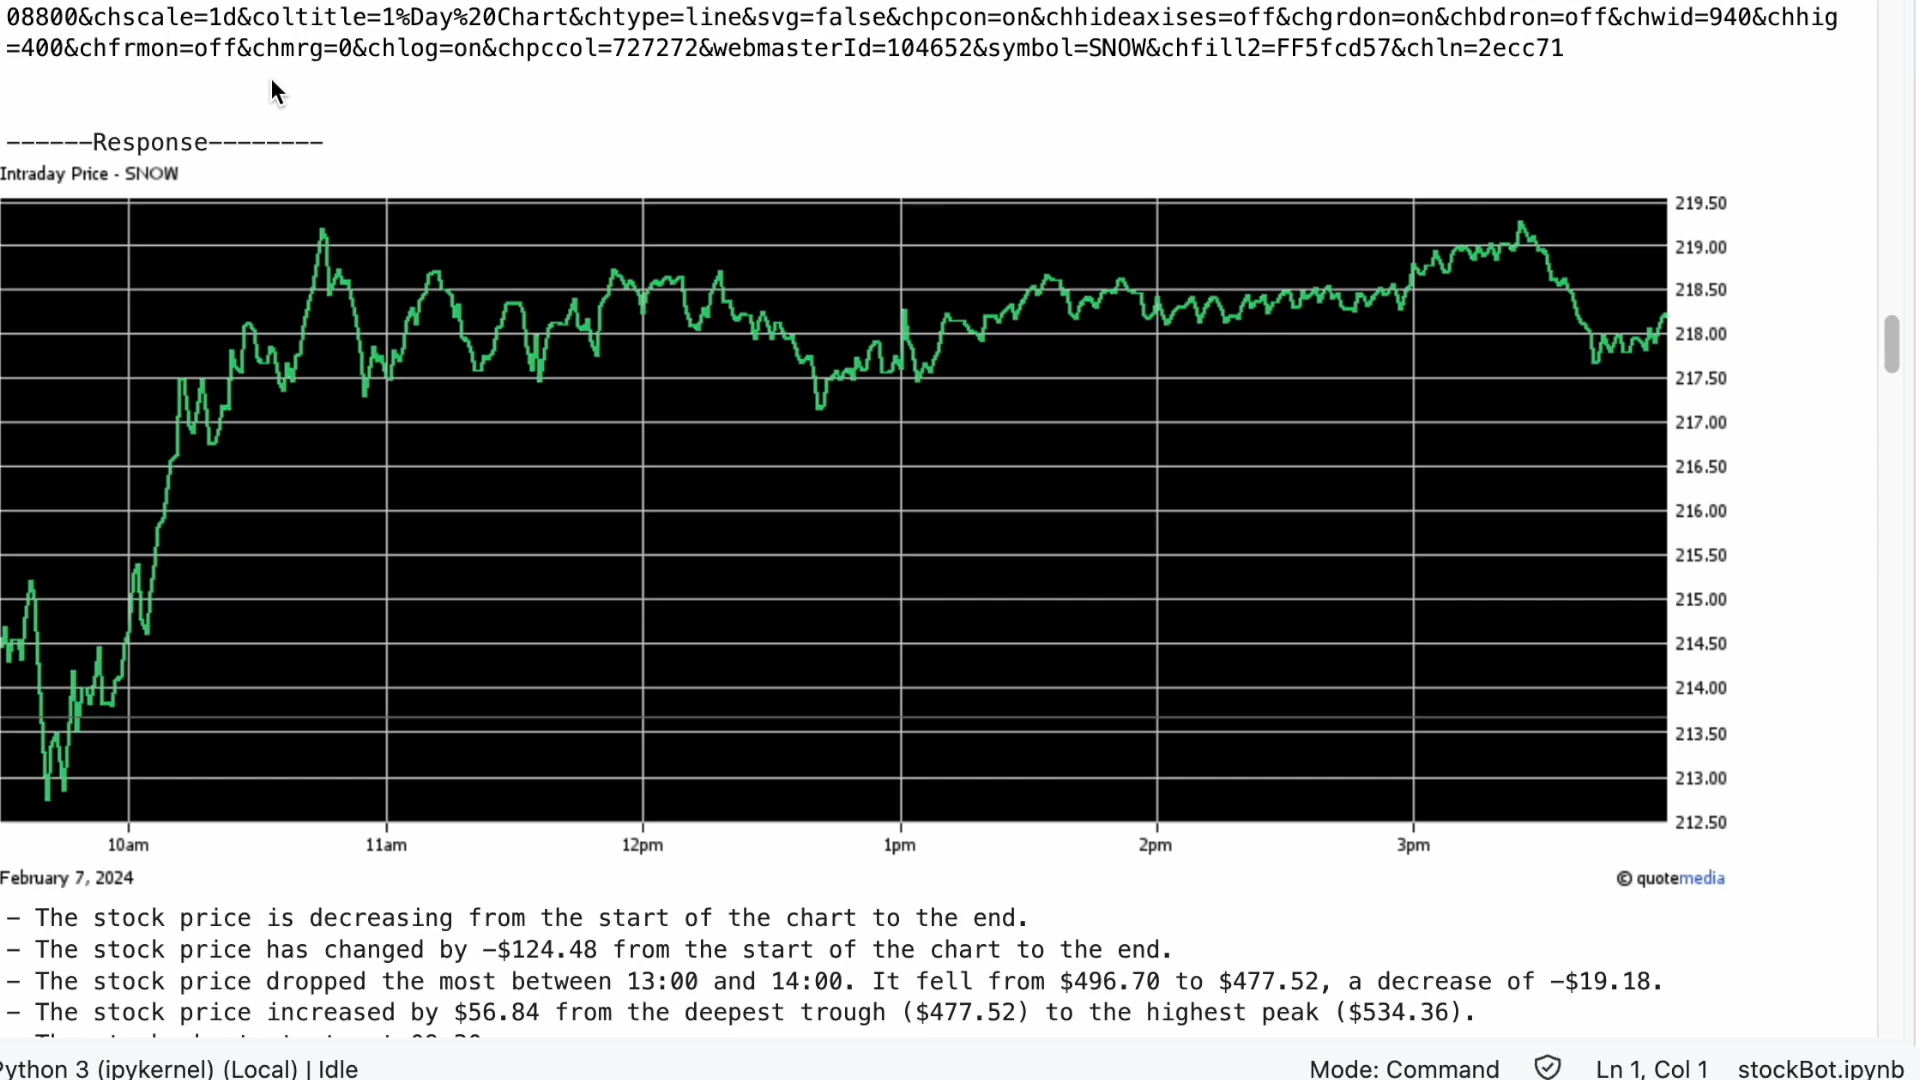 08800&chscale=1d&coltitle=1%Day%20Chart&chtype=line&svg=false&chpcon=on&chhideaxises=off&chgrdon=on&chbdron=off&chwid=940&chhig
=400&chfrmon=off&chmrg=0&chlog=on&chpccol=727272&webmasterId=104652&symbol=SNOW&chfill2=FF5fcd57&chln=2ecc71
------Response--------
Intraday Price - SNOW
219.50
219.00
218.50
218.00
217.50
217.00
216.50
216.00
215.50
215.00
214.50
214.00
213.50
213.00
212.50
10am 11am 12pm 1pm 2pm 3pm
February 7, 2024 © quotemedia
- The stock price is decreasing from the start of the chart to the end.
- The stock price has changed by -$124.48 from the start of the chart to the end.
- The stock price dropped the most between 13:00 and 14:00. It fell from $496.70 to $477.52, a decrease of -$19.18.
- The stock price increased by $56.84 from the deepest trough ($477.52) to the highest peak ($534.36).
Python 3 (ipykernel) (Local) | Idle Mode: Command Ln 1, Col 1 stockBot.ipynb